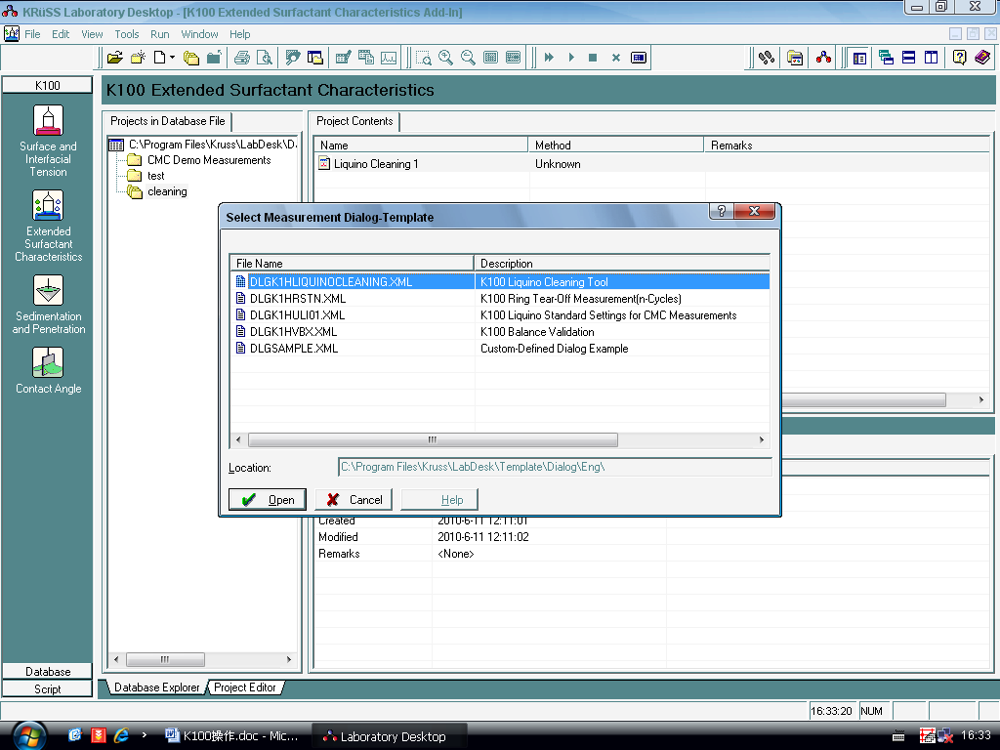 KRüSS Laboratory Desktop - [K100 Extended Surfactant Characteristics Add-In]
File Edit View Tools Run Window Help
K100
K100 Extended Surfactant Characteristics
Projects in Database File
Project Contents
C:\Program Files\Kruss\LabDesk\D
CMC Demo Measurements
test
cleaning
Name Method Remarks
Liquino Cleaning 1 Unknown
Surface and
Interfacial
Tension
Extended
Surfactant
Characteristics
Sedimentation
and Penetration
Contact Angle
Select Measurement Dialog-Template
File Name Description
DLGK1HLIQUINOCLEANING.XML K100 Liquino Cleaning Tool
DLGK1HRSTN.XML K100 Ring Tear-Off Measurement(n-Cycles)
DLGK1HULI01.XML K100 Liquino Standard Settings for CMC Measurements
DLGK1HVBX.XML K100 Balance Validation
DLGSAMPLE.XML Custom-Defined Dialog Example
Location: C:\Program Files\Kruss\LabDesk\Template\Dialog\Eng\
Open Cancel Help
Created 2010-6-11 12:11:01
Modified 2010-6-11 12:11:02
Remarks <None>
Database
Script
Database Explorer Project Editor
16:33:20 NUM
K100操作.doc - Mic... Laboratory Desktop 16:33